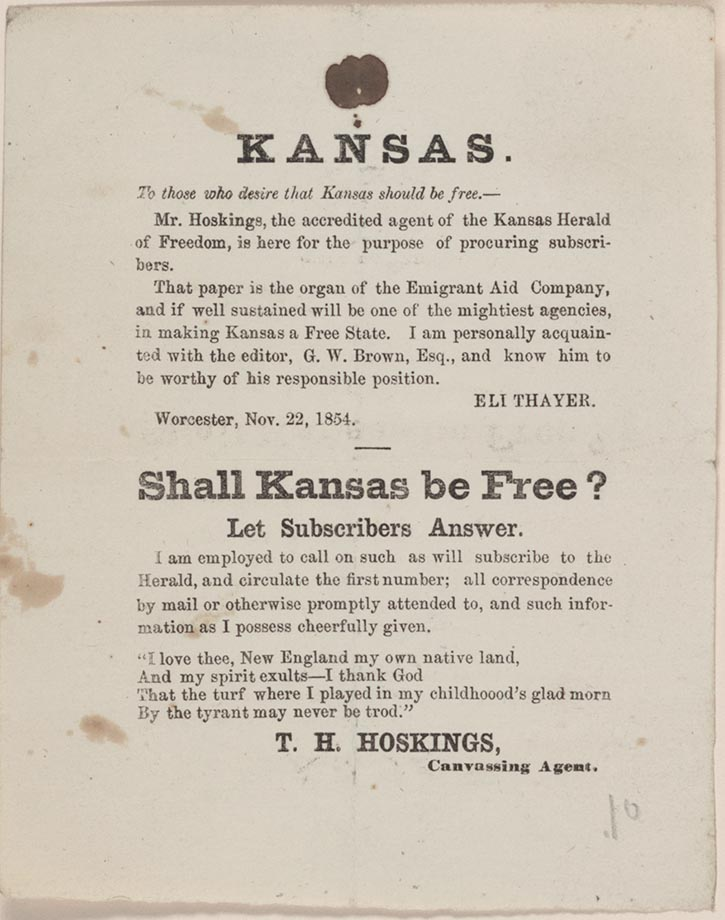 KANSAS.
To those who desire that Kansas should be free.—
Mr. Hoskings, the accredited agent of the Kansas Herald
of Freedom, is here for the purpose of procuring subscri-
bers.
That paper is the organ of the Emigrant Aid Company,
and if well sustained will be one of the mightiest agencies,
in making Kansas a Free State. I am personally acquain-
ted with the editor, G. W. Brown, Esq., and know him to
be worthy of his responsible position.
ELI THAYER.
Worcester, Nov. 22, 1854.
Shall Kansas be Free?
Let Subscribers Answer.
I am employed to call on such as will subscribe to the
Herald, and circulate the first number; all correspondence
by mail or otherwise promptly attended to, and such infor-
mation as I possess cheerfully given.
“I love thee, New England my own native land,
And my spirit exults—I thank God
That the turf where I played in my childhoood’s glad morn
By the tyrant may never be trod.”
T. H. HOSKINGS,
Canvassing Agent.